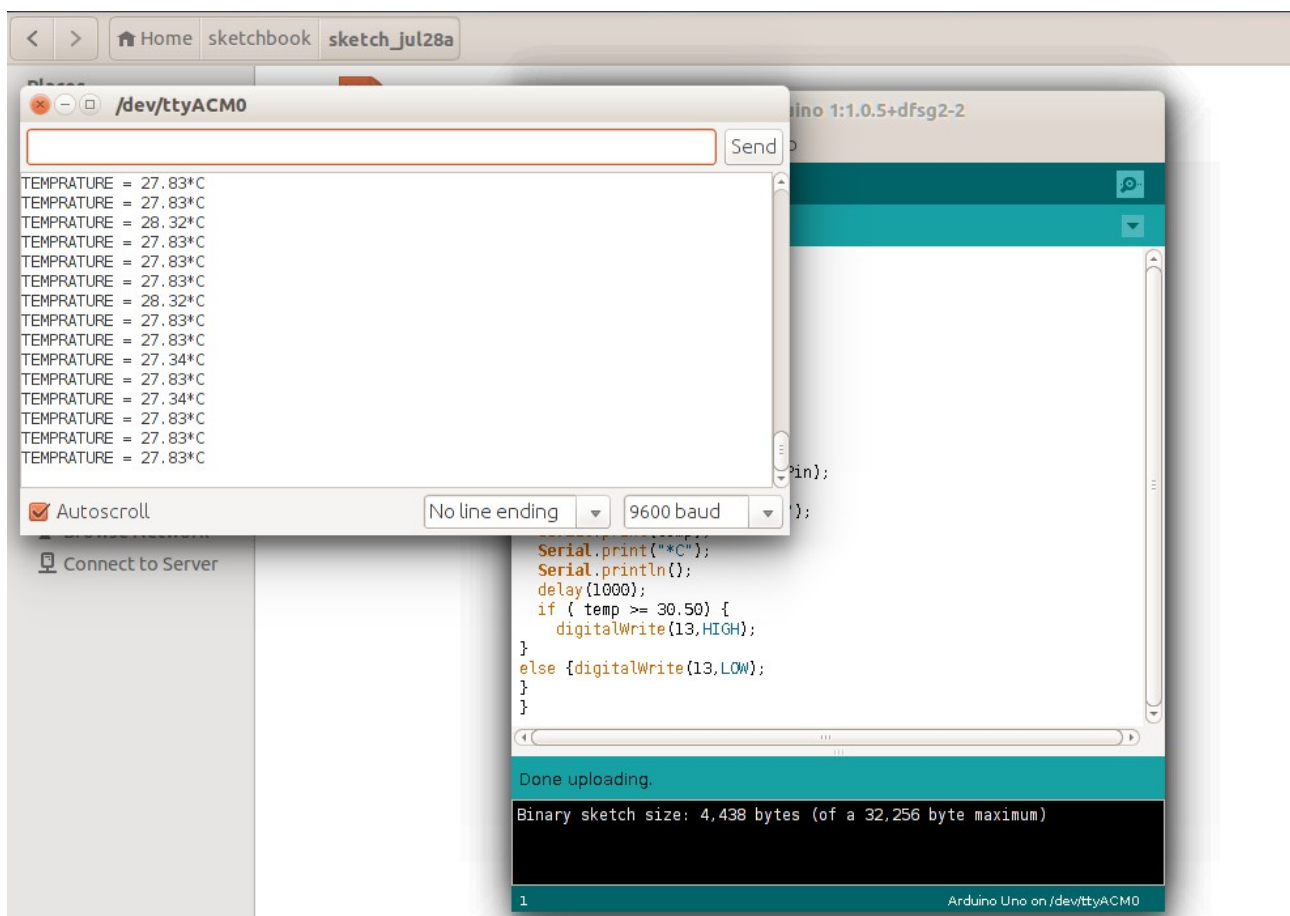 Home sketchbook sketch_jul28a
/dev/ttyACM0
ino 1:1.0.5+dfsg2-2
Send
TEMPRATURE = 27.83*C
TEMPRATURE = 27.83*C
TEMPRATURE = 28.32*C
TEMPRATURE = 27.83*C
TEMPRATURE = 27.83*C
TEMPRATURE = 27.83*C
TEMPRATURE = 28.32*C
TEMPRATURE = 27.83*C
TEMPRATURE = 27.83*C
TEMPRATURE = 27.34*C
TEMPRATURE = 27.83*C
TEMPRATURE = 27.34*C
TEMPRATURE = 27.83*C
TEMPRATURE = 27.83*C
TEMPRATURE = 27.83*C
Autoscroll
No line ending
9600 baud
Connect to Server
Pin);
");
Serial.print(temp);
Serial.print("*C");
Serial.println();
delay(1000);
if ( temp >= 30.50) {
digitalWrite(13,HIGH);
}
else {digitalWrite(13,LOW);
}
}
Done uploading.
Binary sketch size: 4,438 bytes (of a 32,256 byte maximum)
1
Arduino Uno on /dev/ttyACM0